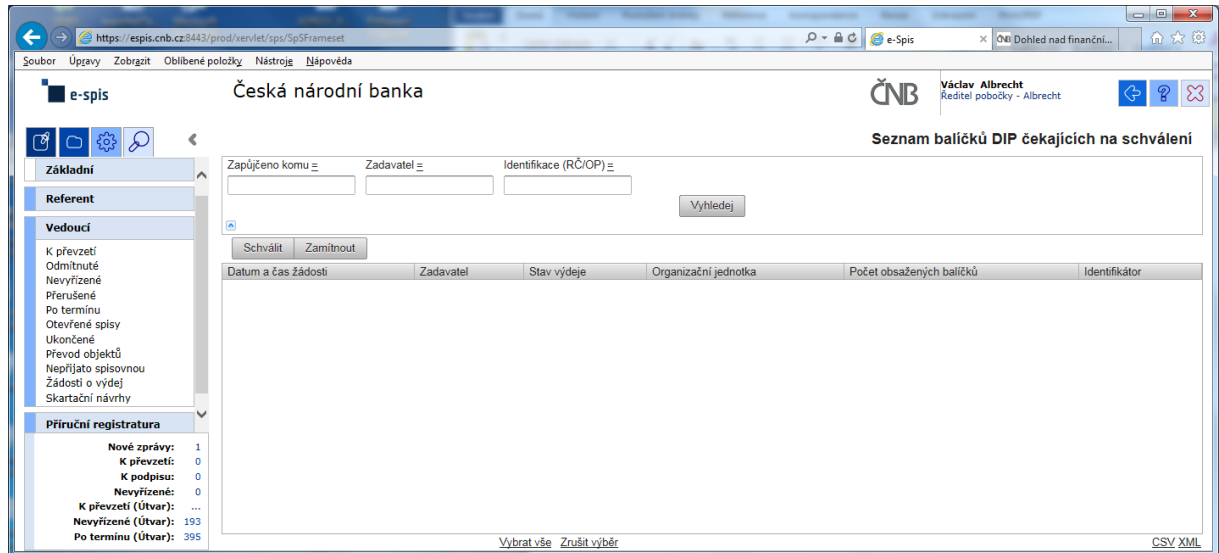 https://espis.cnb.cz:8443/prod/xervlet/sps/SpSFrameset
e-Spis
Dohled nad finanční...
Soubor Úpravy Zobrazit Oblíbené položky Nástroje Nápověda
e-spis
Česká národní banka
ČNB
Václav Albrecht
Ředitel pobočky - Albrecht
Seznam balíčků DIP čekajících na schválení
Základní
Referent
Vedoucí
K převzetí
Odmítnuté
Nevyřízené
Přerušené
Po termínu
Otevřené spisy
Ukončené
Převod objektů
Nepřijato spisovnou
Žádosti o výdej
Skartační návrhy
Příruční registratura
Nové zprávy: 1
K převzetí: 0
K podpisu: 0
Nevyřízené: 0
K převzetí (Útvar): ...
Nevyřízené (Útvar): 193
Po termínu (Útvar): 395
Zapůjčeno komu = Zadavatel = Identifikace (RČ/OP) =
Vyhledej
Schválit Zamítnout
Datum a čas žádosti Zadavatel Stav výdeje Organizační jednotka Počet obsažených balíčků Identifikátor
Vybrat vše Zrušit výběr
CSV XML